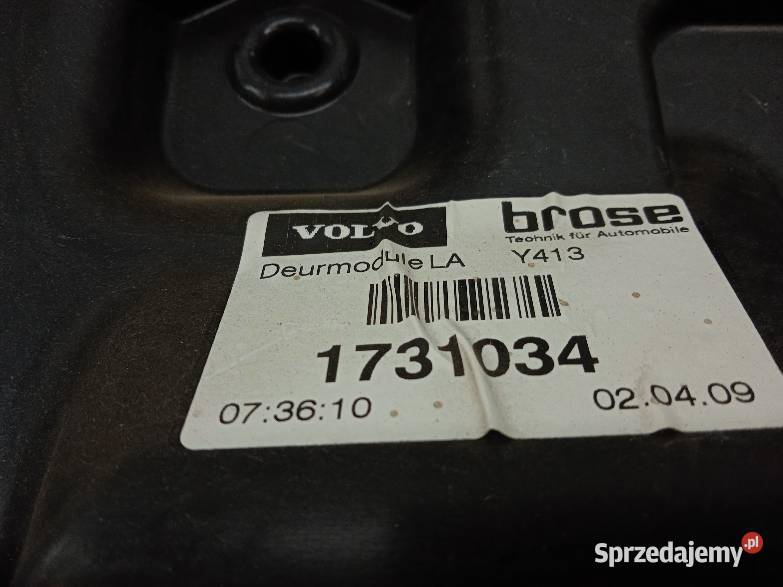 VOLVO brose
Technik für Automobile
Deurmodule LA Y413
1731034
07:36:10 02.04.09
Sprzedajemy.pl